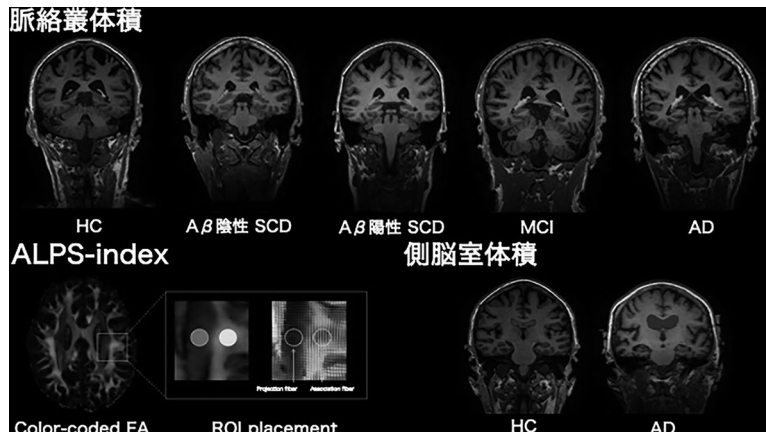 脈絡叢体積
HC
Aβ陰性 SCD
Aβ陽性 SCD
MCI
AD
ALPS-index
側脳室体積
Projection fiber
Association fiber
Color-coded FA
ROI placement
HC
AD